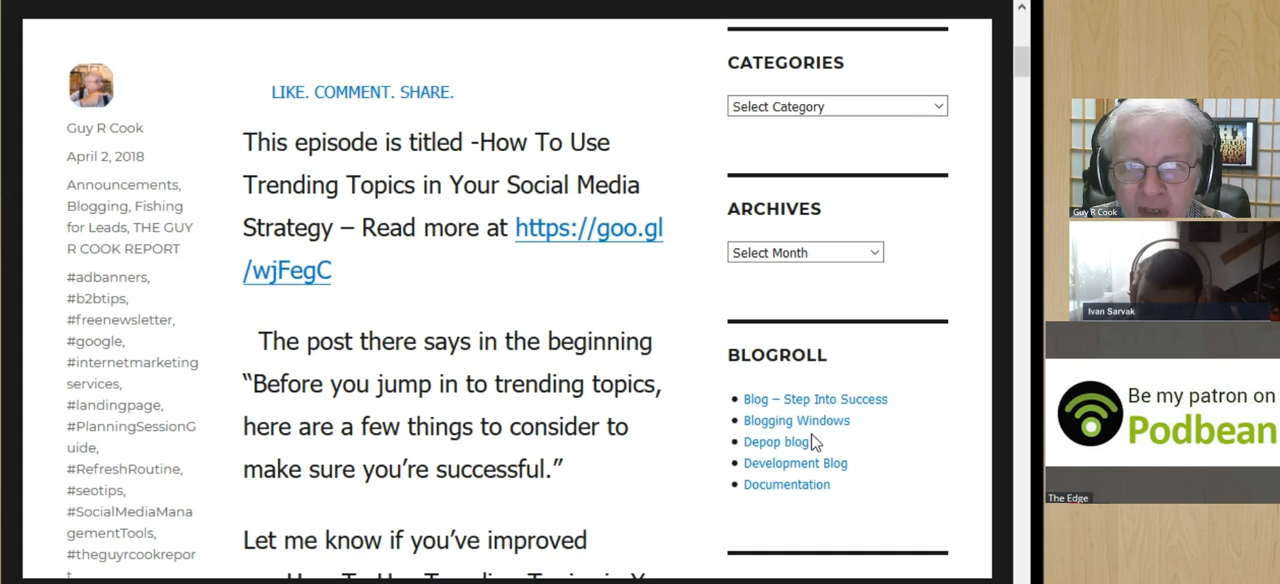 Guy R Cook
April 2, 2018
Announcements,
Blogging, Fishing
for Leads, THE GUY
R COOK REPORT
#adbanners,
#b2btips,
#freenewsletter,
#google,
#internetmarketing
services,
#landingpage,
#PlanningSessionG
uide,
#RefreshRoutine,
#seotips,
#SocialMediaMana
gementTools,
#theguyrcookrepor
LIKE. COMMENT. SHARE.
This episode is titled -How To Use
Trending Topics in Your Social Media
Strategy – Read more at https://goo.gl
/wjFegC
The post there says in the beginning
“Before you jump in to trending topics,
here are a few things to consider to
make sure you’re successful.”
Let me know if you’ve improved
CATEGORIES
Select Category
ARCHIVES
Select Month
BLOGROLL
Blog – Step Into Success
Blogging Windows
Depop blog
Development Blog
Documentation
Guy R Cook
Ivan Sarvak
Be my patron on
Podbean
The Edge